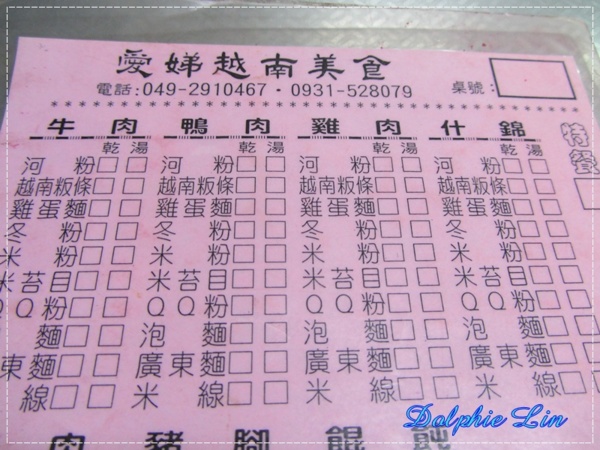 愛娣越南美食
電話:049-2910467・0931-528079 桌號:
牛肉 鴨肉 雞肉 什錦 特餐
乾湯 乾湯 乾湯 乾湯
河粉□□ 河粉□□ 河粉□□ 河粉□□
越南粄條□□ 越南粄條□□ 越南粄條□□ 越南粄條□□
雞蛋麵□□ 雞蛋麵□□ 雞蛋麵□□ 雞蛋麵□□
冬粉□□ 冬粉□□ 冬粉□□ 冬粉□□
米粉□□ 米粉□□ 米粉□□ 米粉□□
米苔目□□ 米苔目□□ 米苔目□□ 米苔目□□
QQ粉□□ QQ粉□□ QQ粉□□ QQ粉□□
麵□□ 泡麵□□ 泡麵□□ 泡麵□□
東麵□□ 廣東麵□□ 廣東麵□□ 廣東麵□□
線□□ 米線□□ 米線□□ 米線□□
肉 豬腳 餛飩
Dolphie Lin